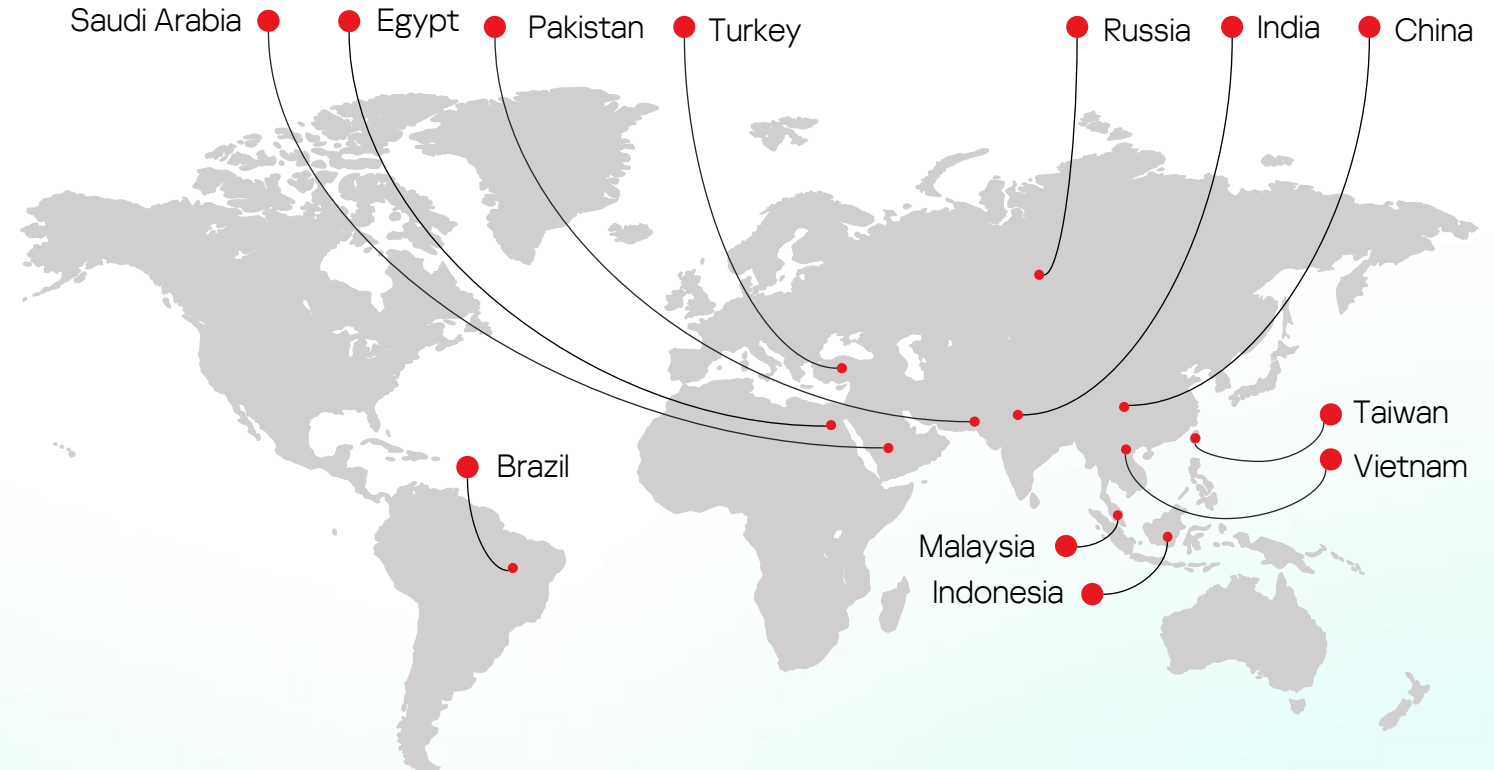 Saudi Arabia
Egypt
Pakistan
Turkey
Russia
India
China
Taiwan
Vietnam
Brazil
Malaysia
Indonesia